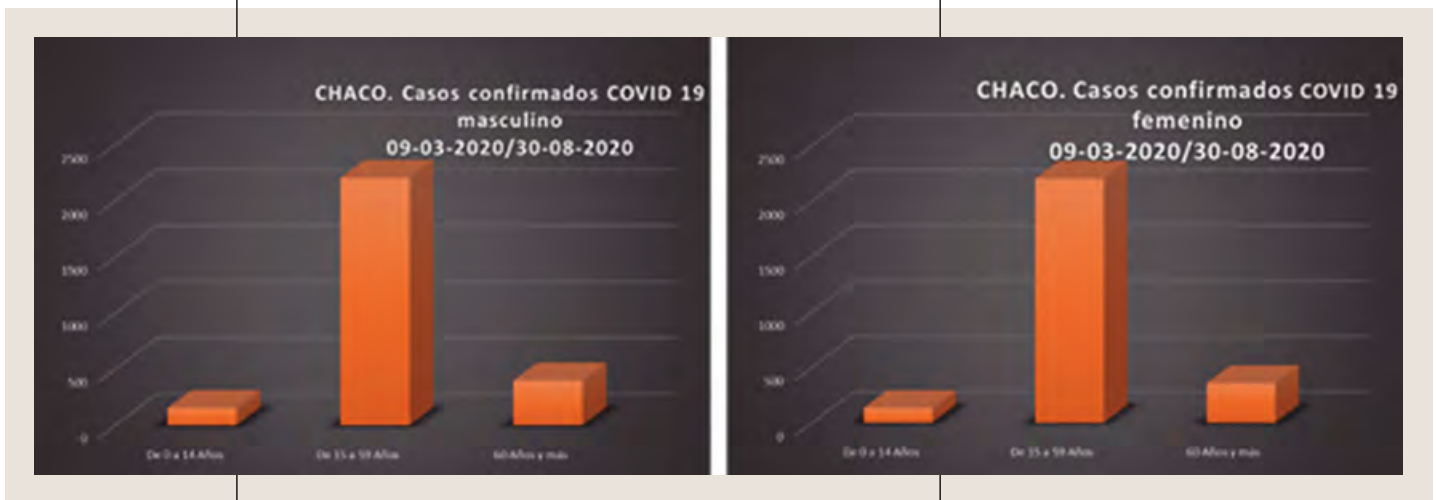 CHACO. Casos confirmados COVID 19
masculino
09-03-2020/30-08-2020
2500
2000
1500
1000
500
0
De 0 a 14 Años
De 15 a 59 Años
60 Años y más
CHACO. Casos confirmados COVID 19
femenino
09-03-2020/30-08-2020
2500
2000
1500
1000
500
0
De 0 a 14 Años
De 15 a 59 Años
60 Años y más